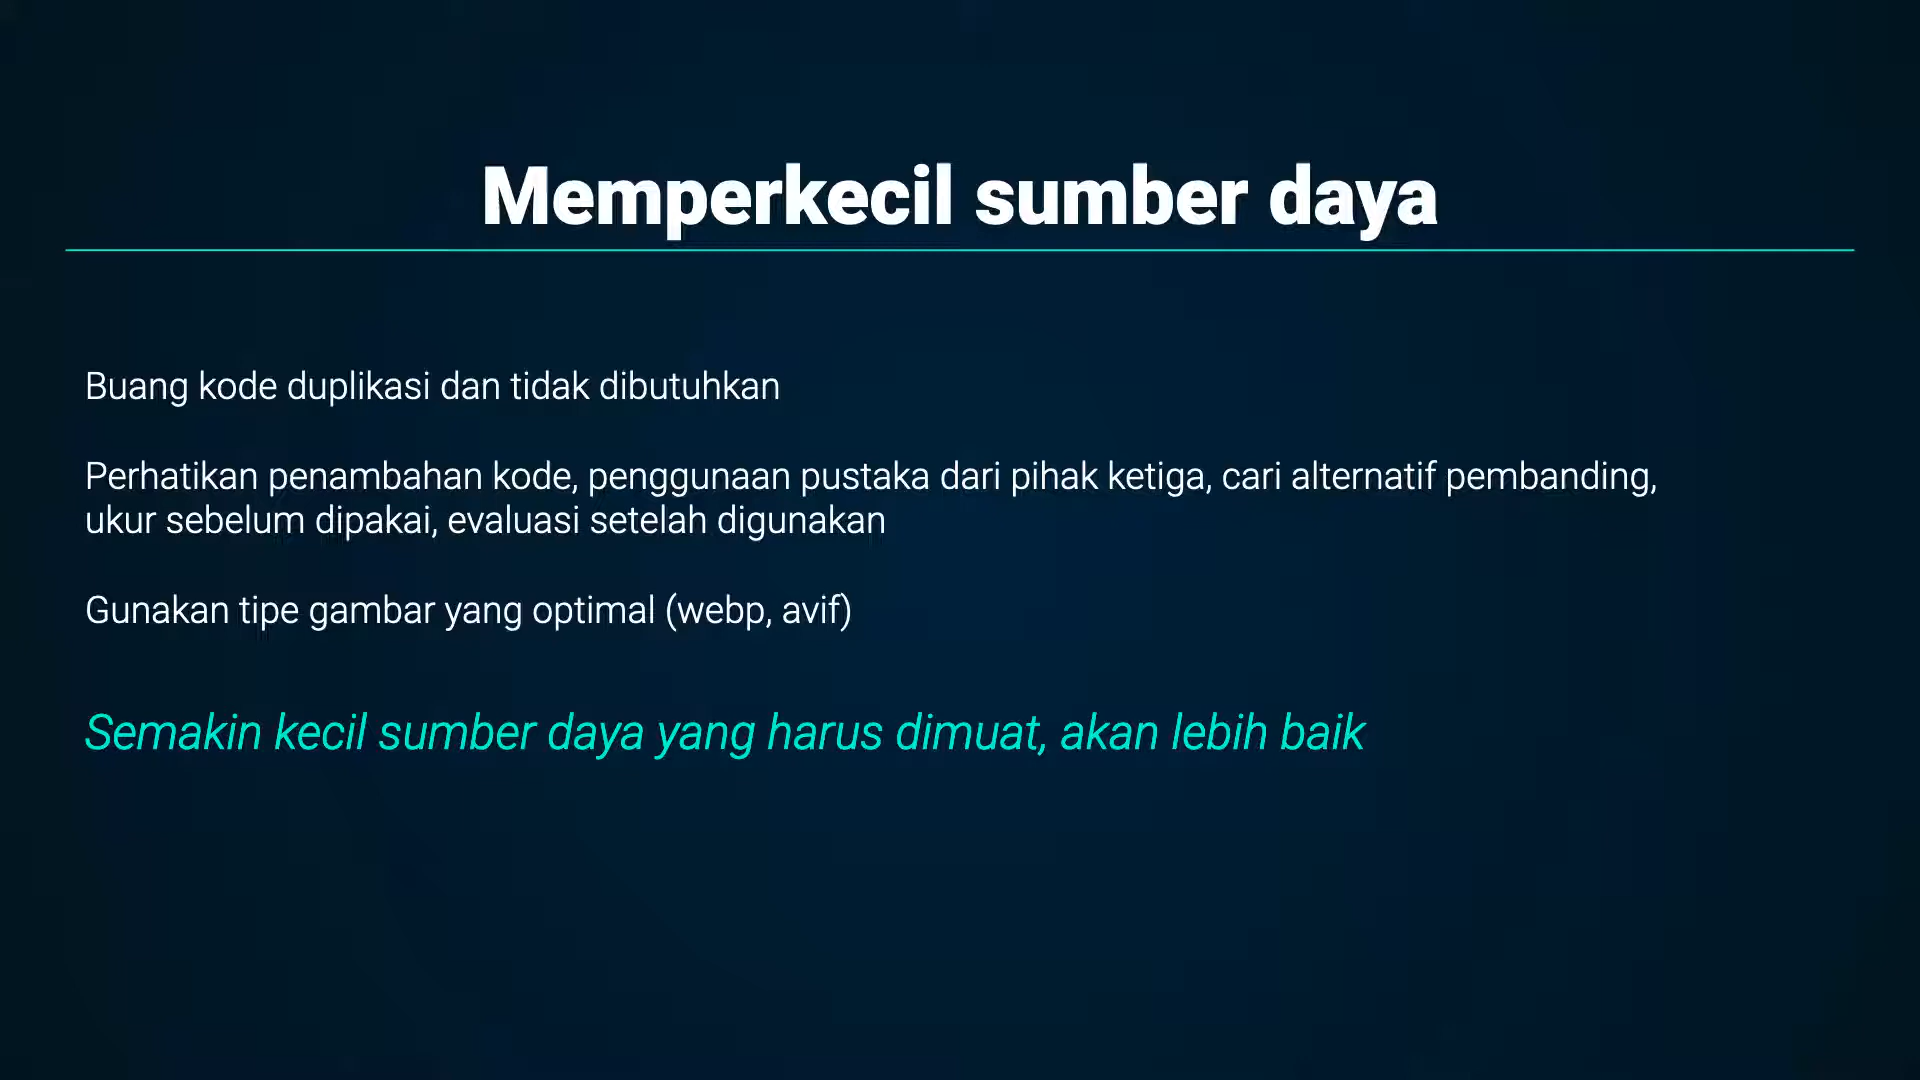 Memperkecil sumber daya
Buang kode duplikasi dan tidak dibutuhkan
Perhatikan penambahan kode, penggunaan pustaka dari pihak ketiga, cari alternatif pembanding,
ukur sebelum dipakai, evaluasi setelah digunakan
Gunakan tipe gambar yang optimal (webp, avif)
Semakin kecil sumber daya yang harus dimuat, akan lebih baik